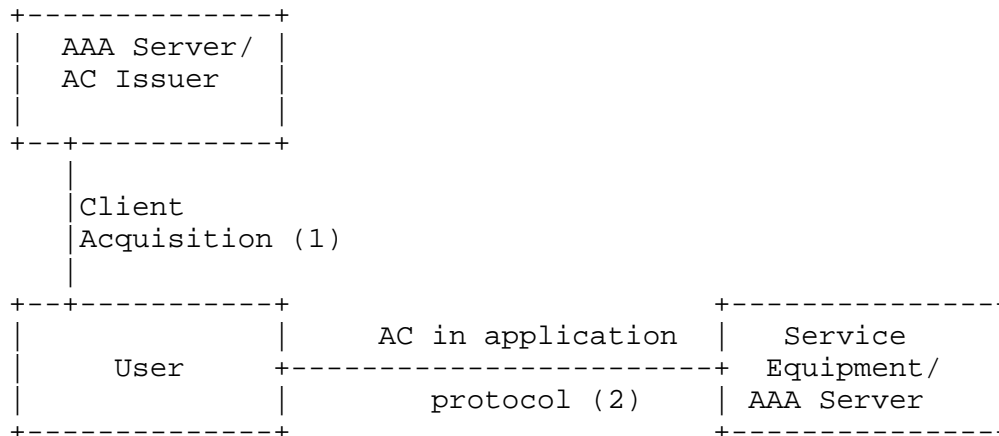 AAA Server/
AC Issuer
Client
Acquisition (1)
AC in application
Service
User
Equipment/
protocol (2)
AAA Server